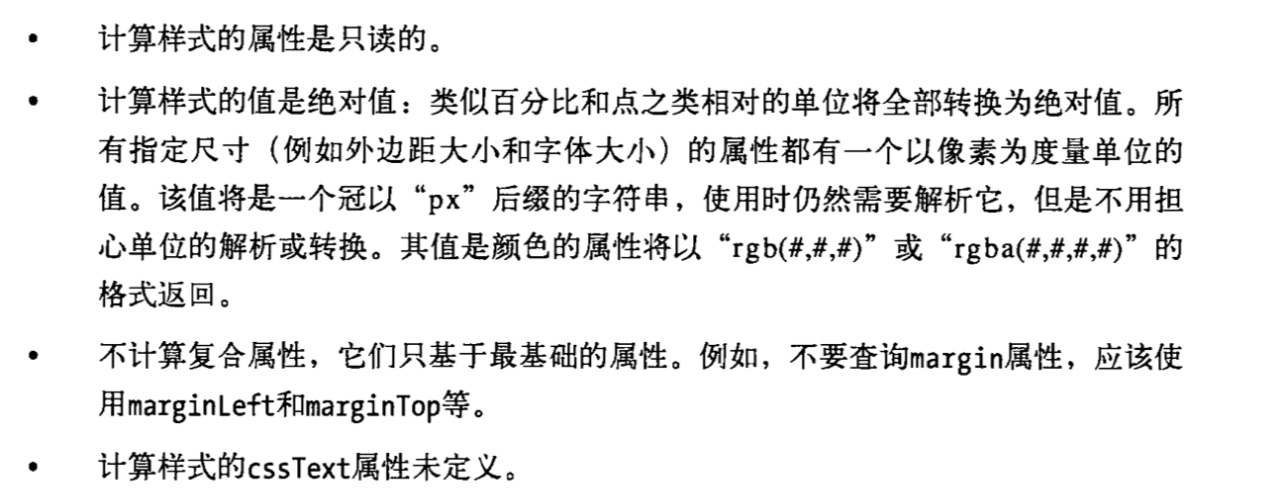 • 计算样式的属性是只读的。
• 计算样式的值是绝对值：类似百分比和点之类相对的单位将全部转换为绝对值。所
有指定尺寸（例如外边距大小和字体大小）的属性都有一个以像素为度量单位的
值。该值将是一个冠以“px”后缀的字符串，使用时仍然需要解析它，但是不用担
心单位的解析或转换。其值是颜色的属性将以“rgb(#,#,#)”或“rgba(#,#,#,#)”的
格式返回。
• 不计算复合属性，它们只基于最基础的属性。例如，不要查询margin属性，应该使
用marginLeft和marginTop等。
• 计算样式的cssText属性未定义。